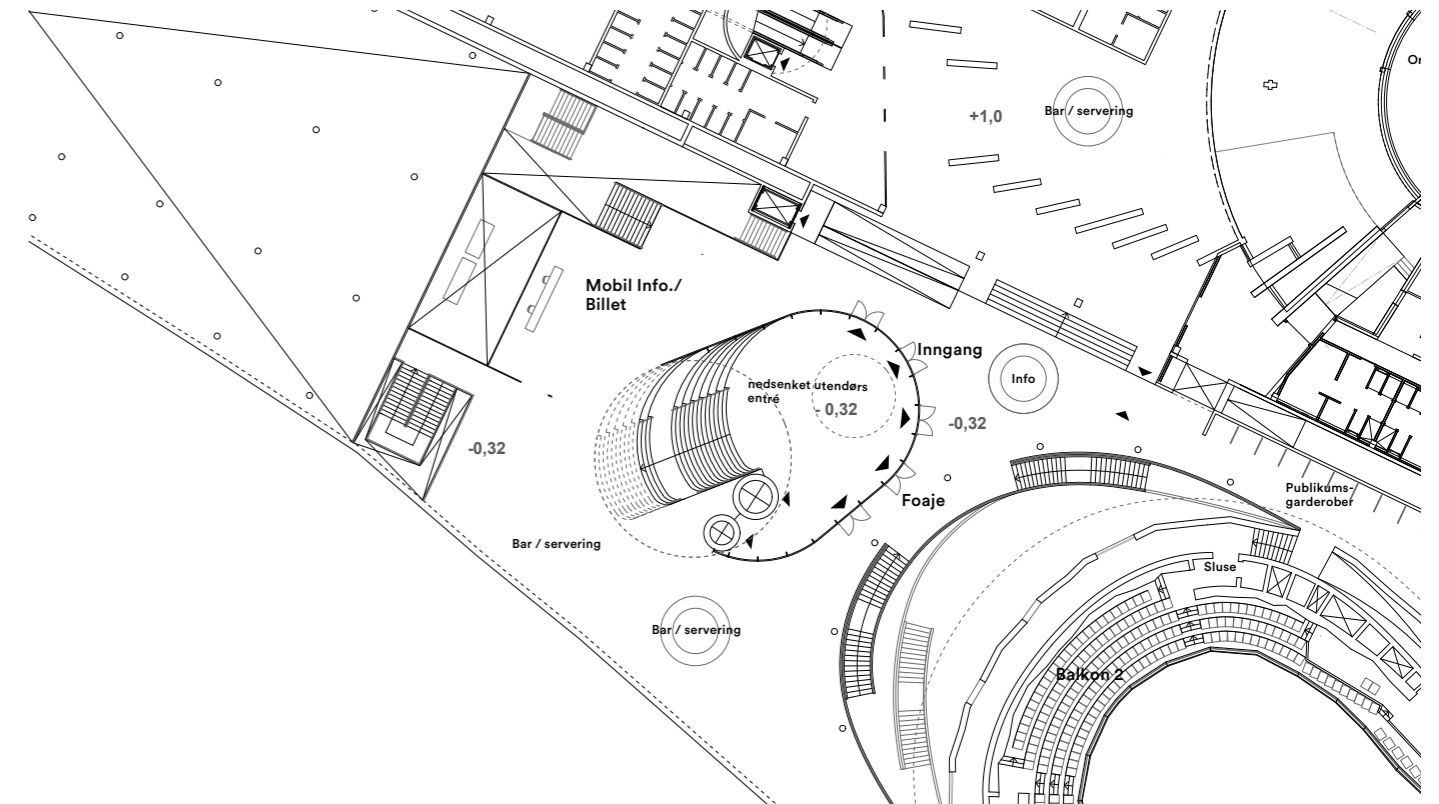 Bar / servering
+1,0
Mobil Info./
Billet
Inngang
Info
nedsenket utendørs
entré
- 0,32
-0,32
-0,32
Foaje
Publikums-
garderober
Bar / servering
Sluse
Bar / servering
Balkon 2